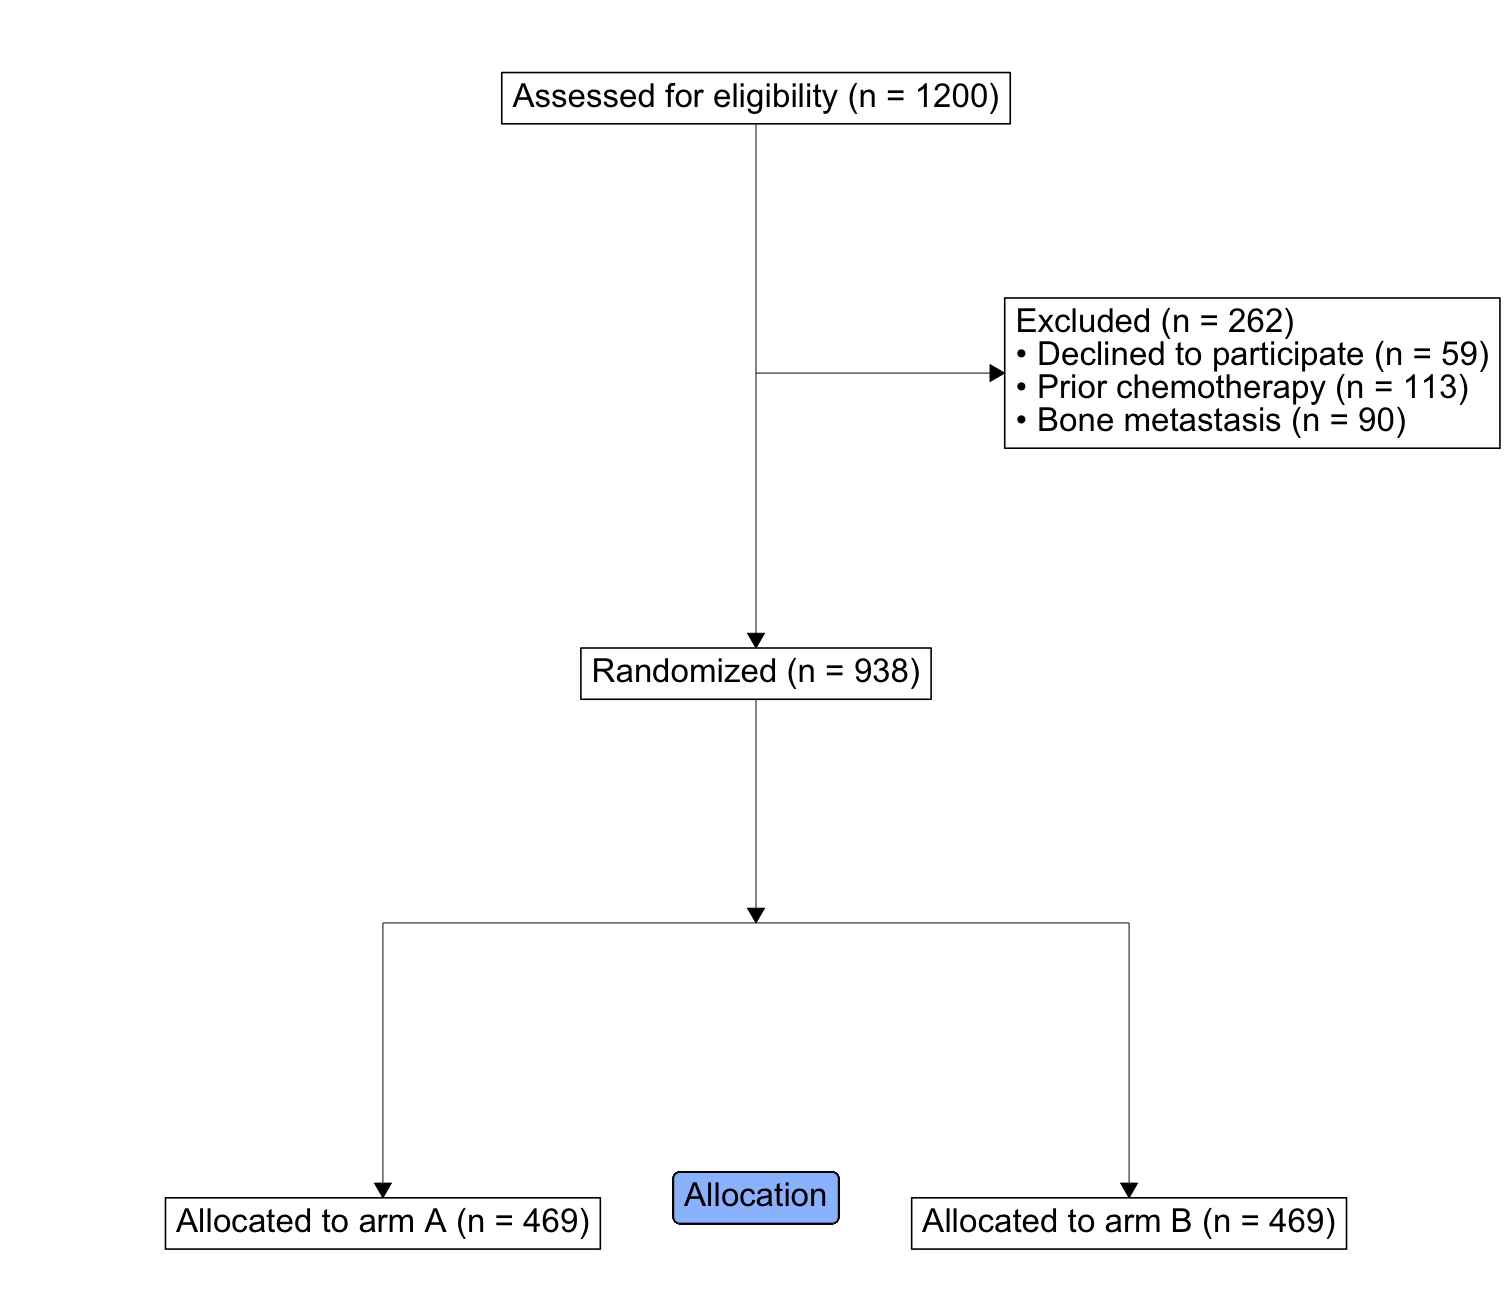 Assessed for eligibility (n = 1200)
Excluded (n = 262)
• Declined to participate (n = 59)
• Prior chemotherapy (n = 113)
• Bone metastasis (n = 90)
Randomized (n = 938)
Allocated to arm A (n = 469)
Allocation
Allocated to arm B (n = 469)